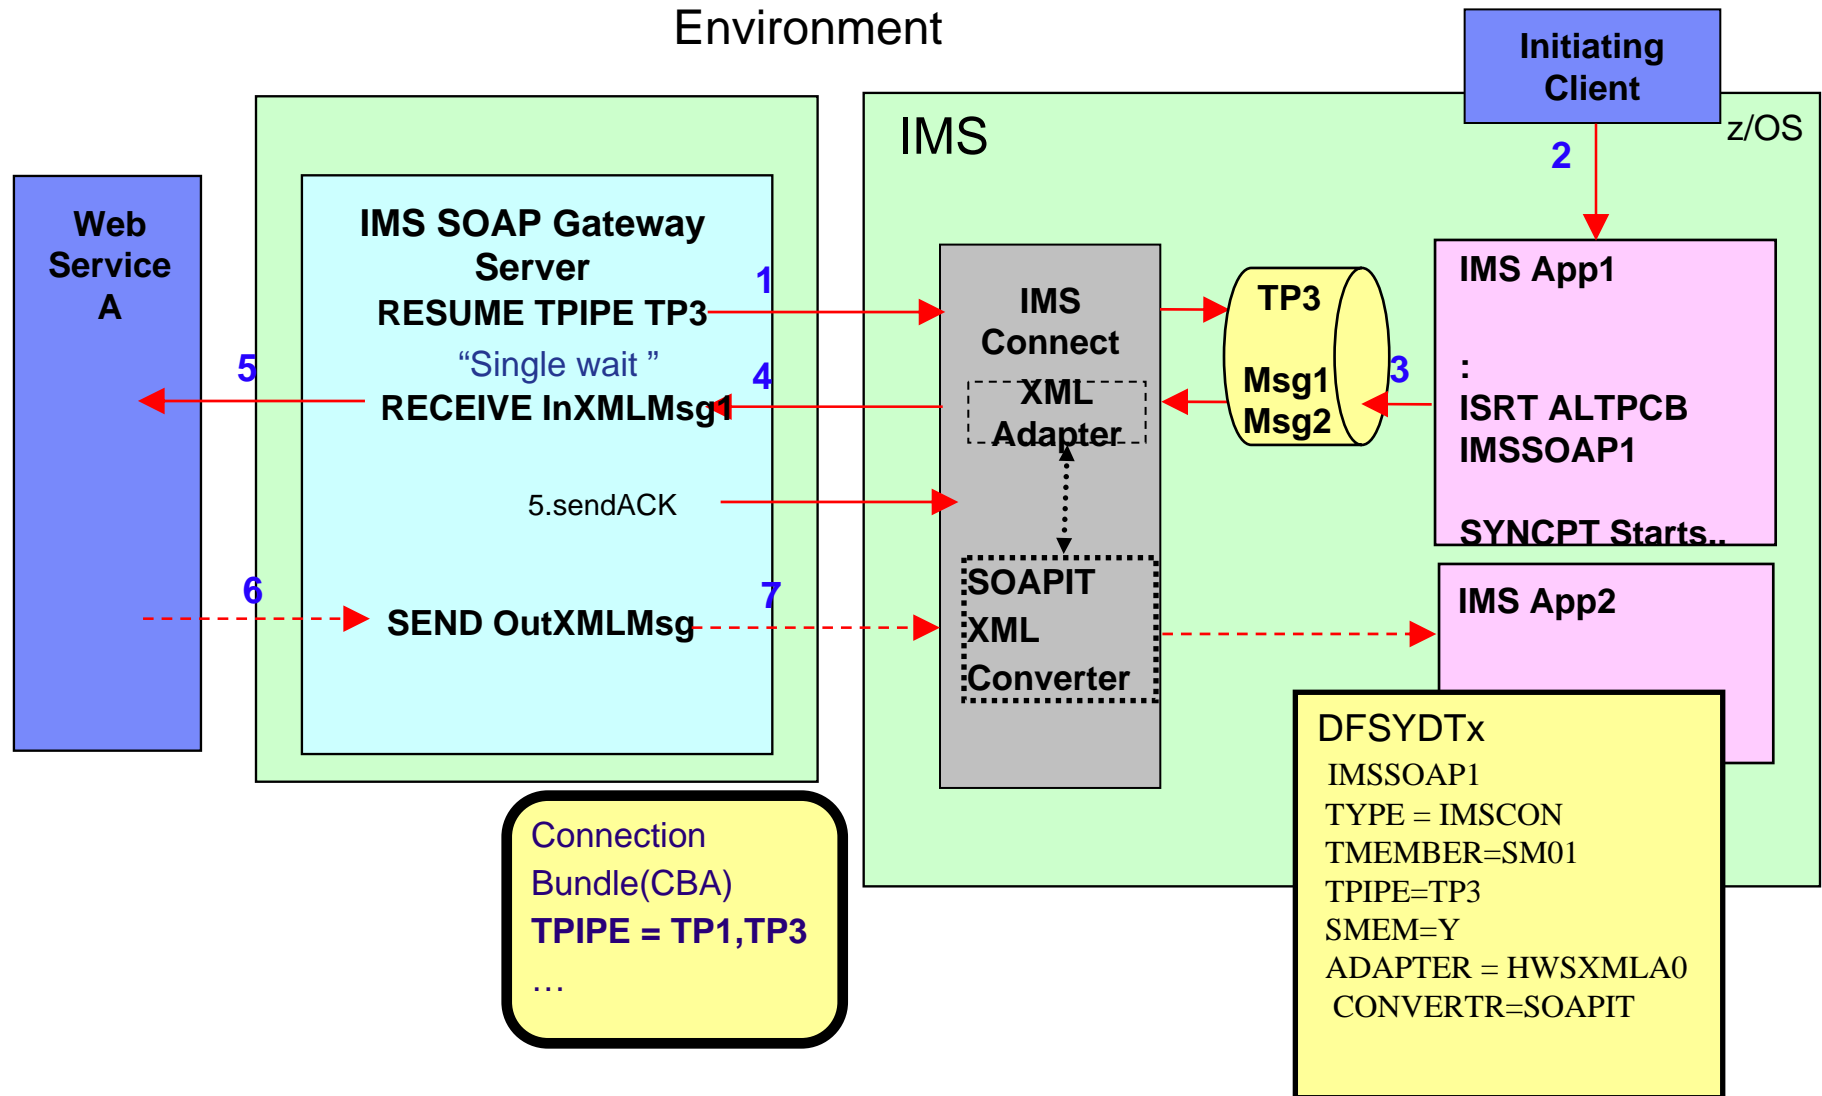 Environment
Initiating
Client
z/OS
IMS
2
Web
Service
A
IMS SOAP Gateway
Server
RESUME TPIPE TP3
1
“Single wait ”
4
RECEIVE InXMLMsg1
5
5.sendACK
6
SEND OutXMLMsg
7
IMS
Connect
XML
Adapter
SOAPIT
XML
Converter
TP3
Msg1
Msg2
3
IMS App1
:
ISRT ALTPCB
IMSSOAP1
SYNCPT Starts..
IMS App2
Connection
Bundle(CBA)
TPIPE = TP1,TP3
…
DFSYDTx
IMSSOAP1
TYPE = IMSCON
TMEMBER=SM01
TPIPE=TP3
SMEM=Y
ADAPTER = HWSXMLA0
CONVERTR=SOAPIT